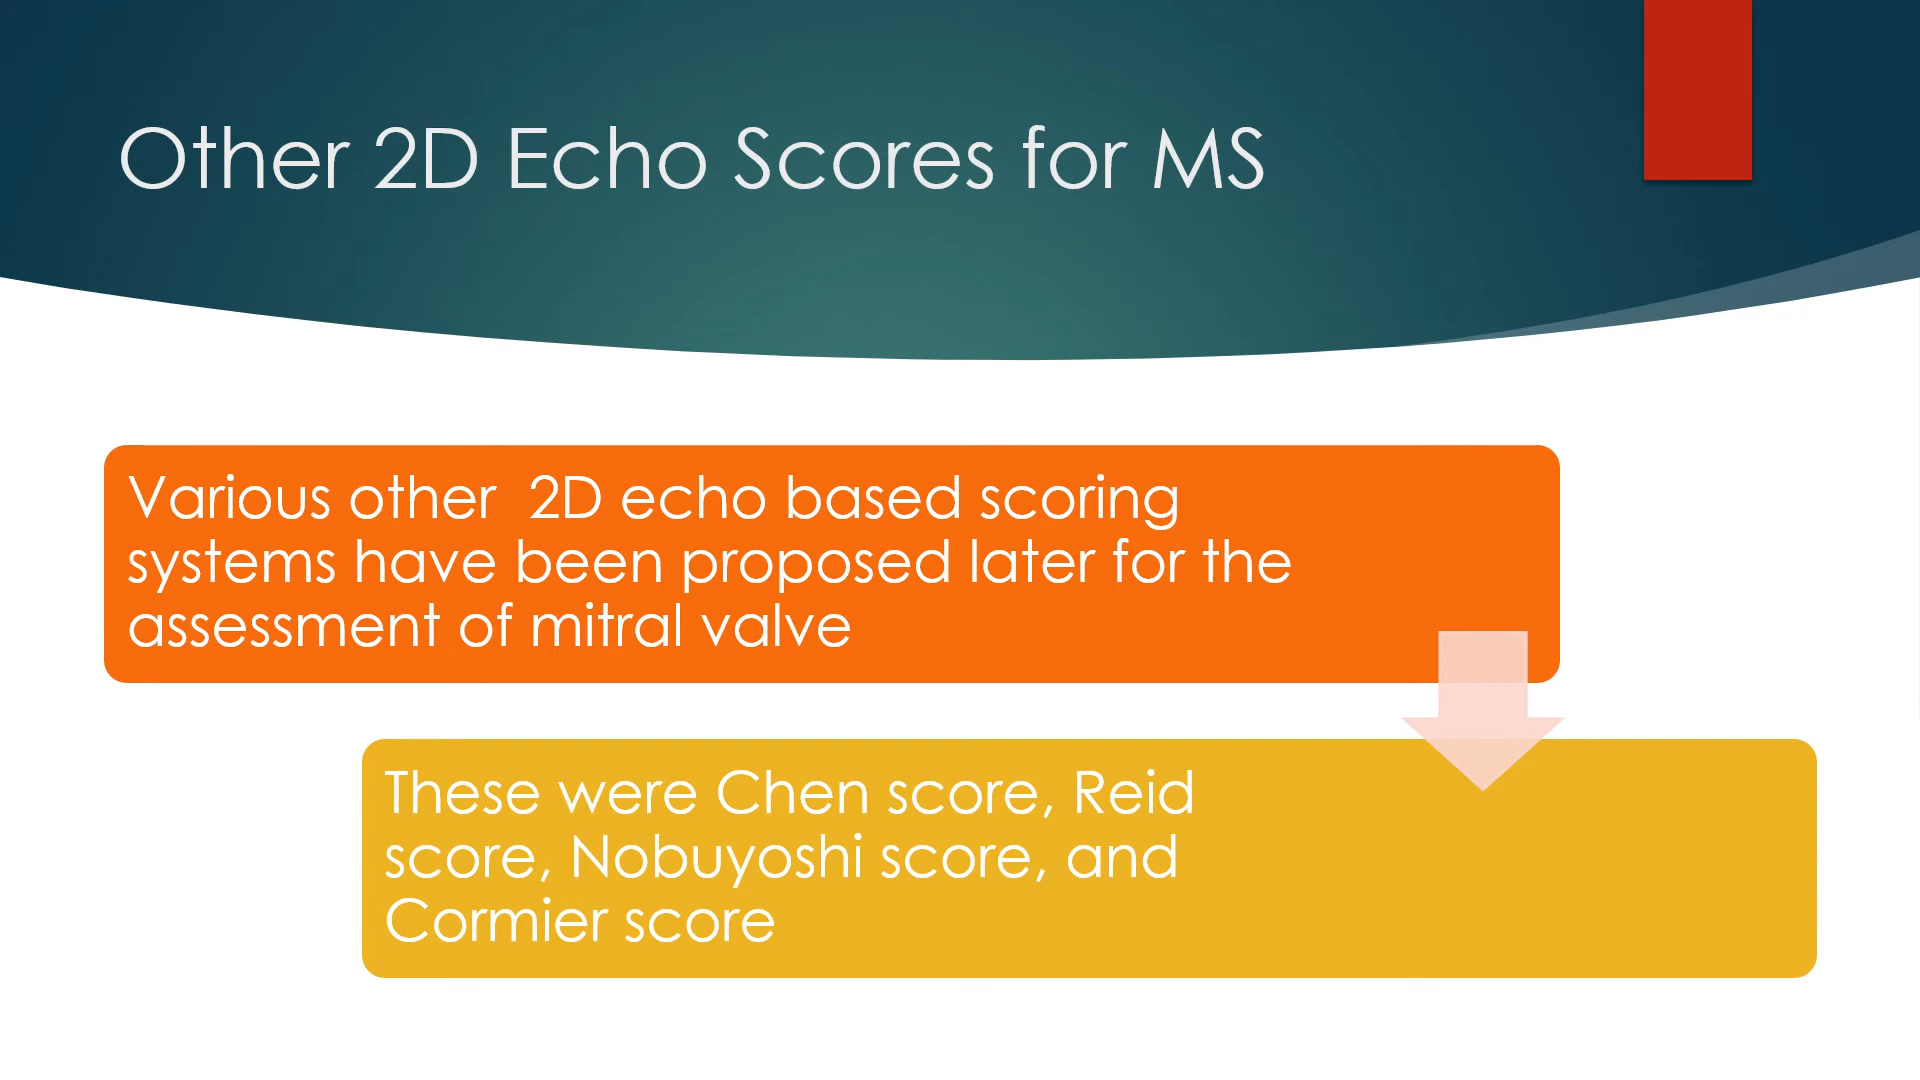 Other 2D Echo Scores for MS
Various other  2D echo based scoring
systems have been proposed later for the
assessment of mitral valve
These were Chen score, Reid
score, Nobuyoshi score, and
Cormier score